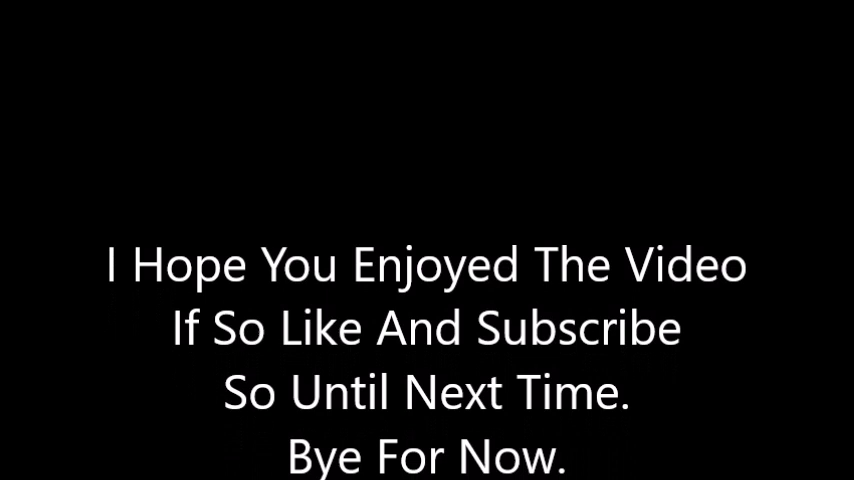 I Hope You Enjoyed The Video
If So Like And Subscribe
So Until Next Time.
Bye For Now.